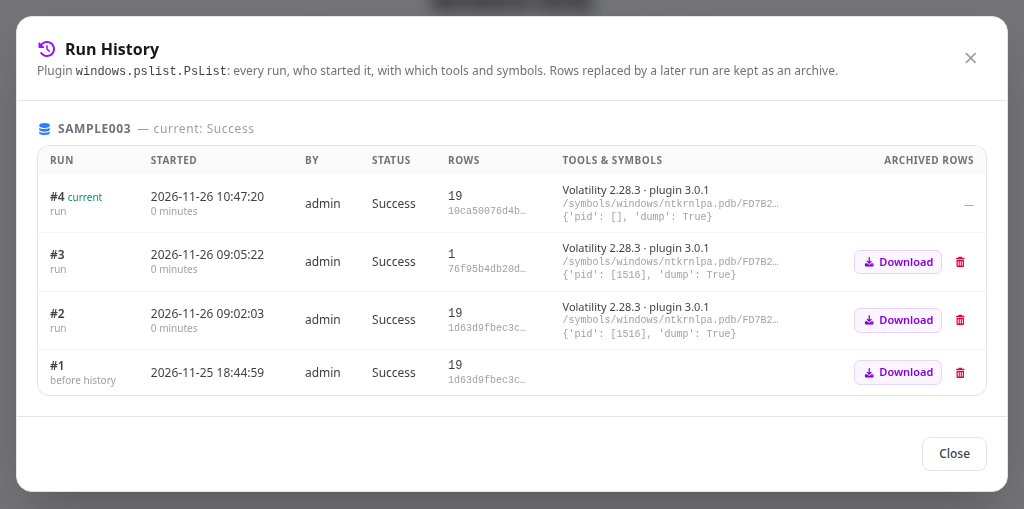 Run History
Plugin windows.pslist.PsList: every run, who started it, with which tools and symbols. Rows replaced by a later run are kept as an archive.
SAMPLE003 — current: Success
RUN STARTED BY STATUS ROWS TOOLS & SYMBOLS ARCHIVED ROWS
#4 current 2026-11-26 10:47:20 admin Success 19 Volatility 2.28.3 · plugin 3.0.1 —
run 0 minutes 10ca50076d4b… /symbols/windows/ntkrnlpa.pdb/FD7B2…
{'pid': [], 'dump': True}
#3 2026-11-26 09:05:22 admin Success 1 Volatility 2.28.3 · plugin 3.0.1 Download
run 0 minutes 76f95b4db20d… /symbols/windows/ntkrnlpa.pdb/FD7B2…
{'pid': [1516], 'dump': True}
#2 2026-11-26 09:02:03 admin Success 19 Volatility 2.28.3 · plugin 3.0.1 Download
run 0 minutes 1d63d9fbec3c… /symbols/windows/ntkrnlpa.pdb/FD7B2…
{'pid': [1516], 'dump': True}
#1 2026-11-25 18:44:59 admin Success 19 Download
before history 1d63d9fbec3c…
Close